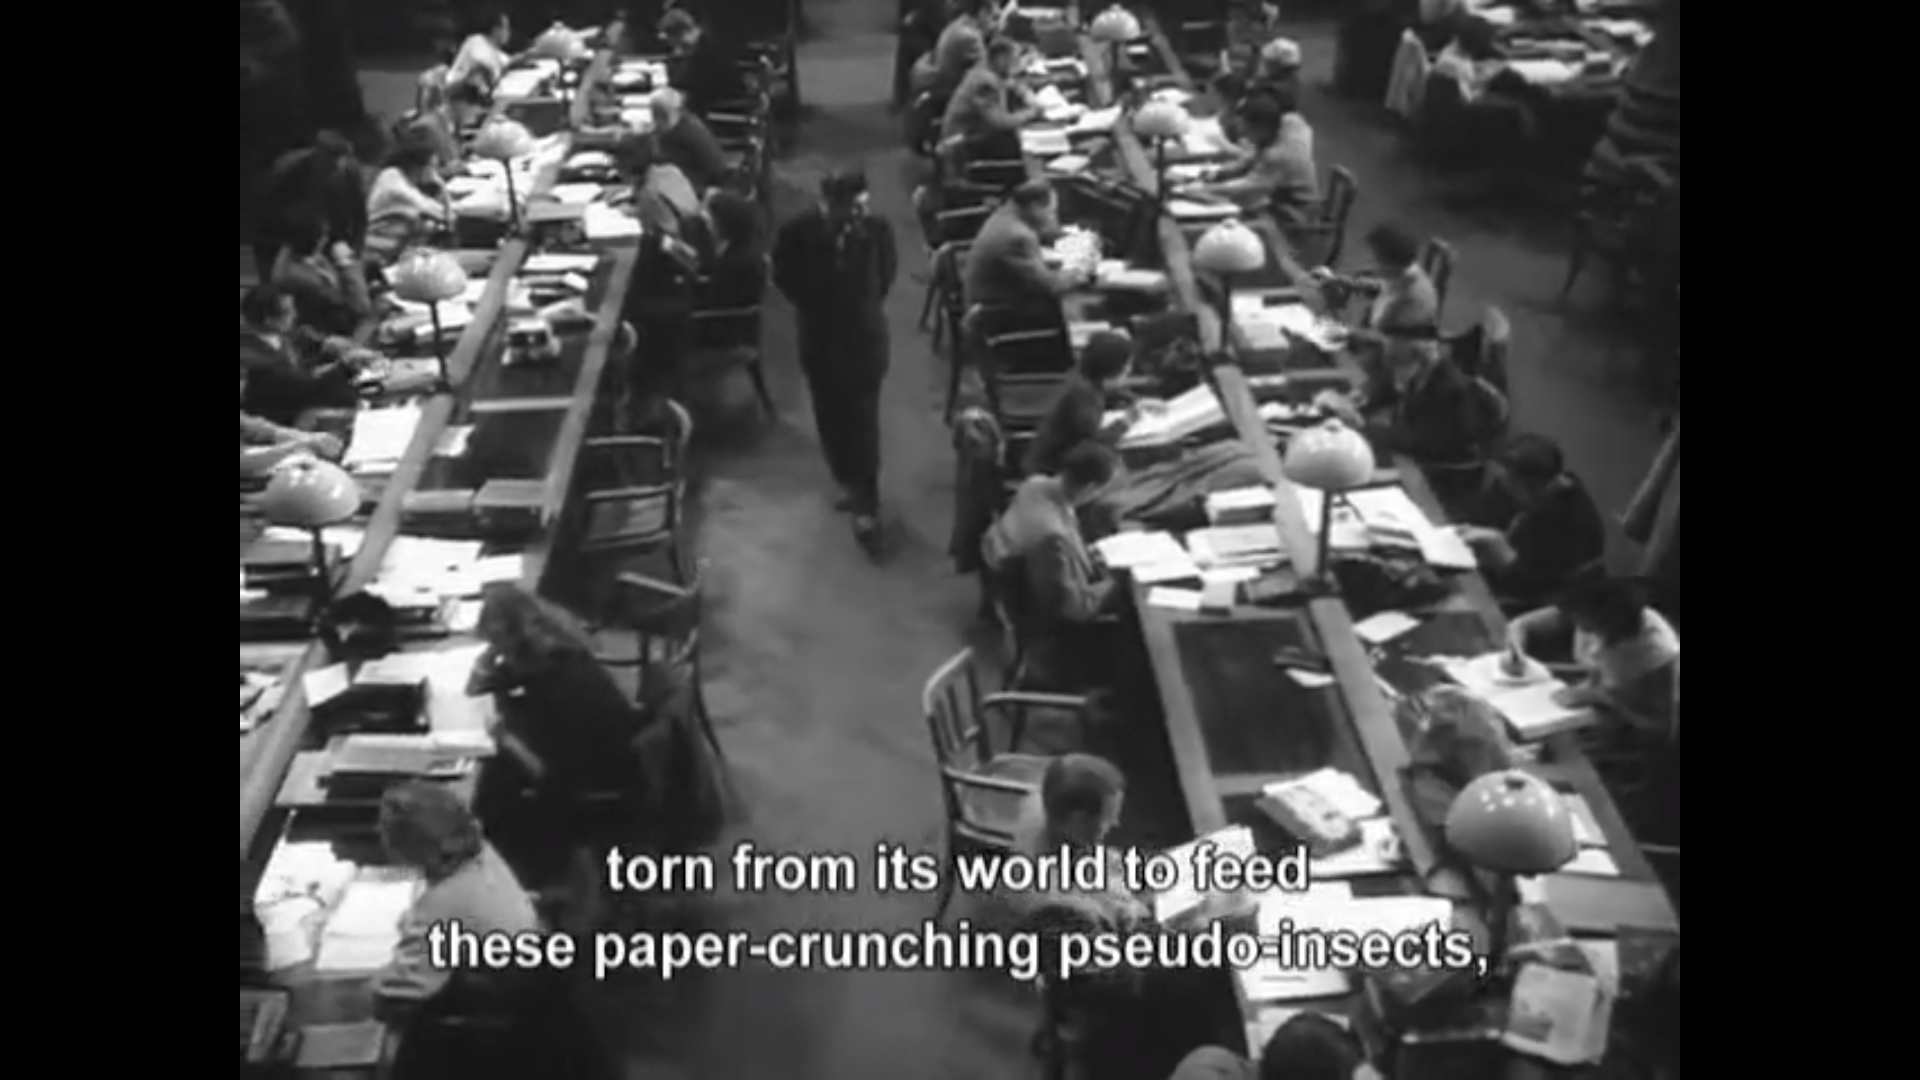 torn from its world to feed
these paper-crunching pseudo-insects,